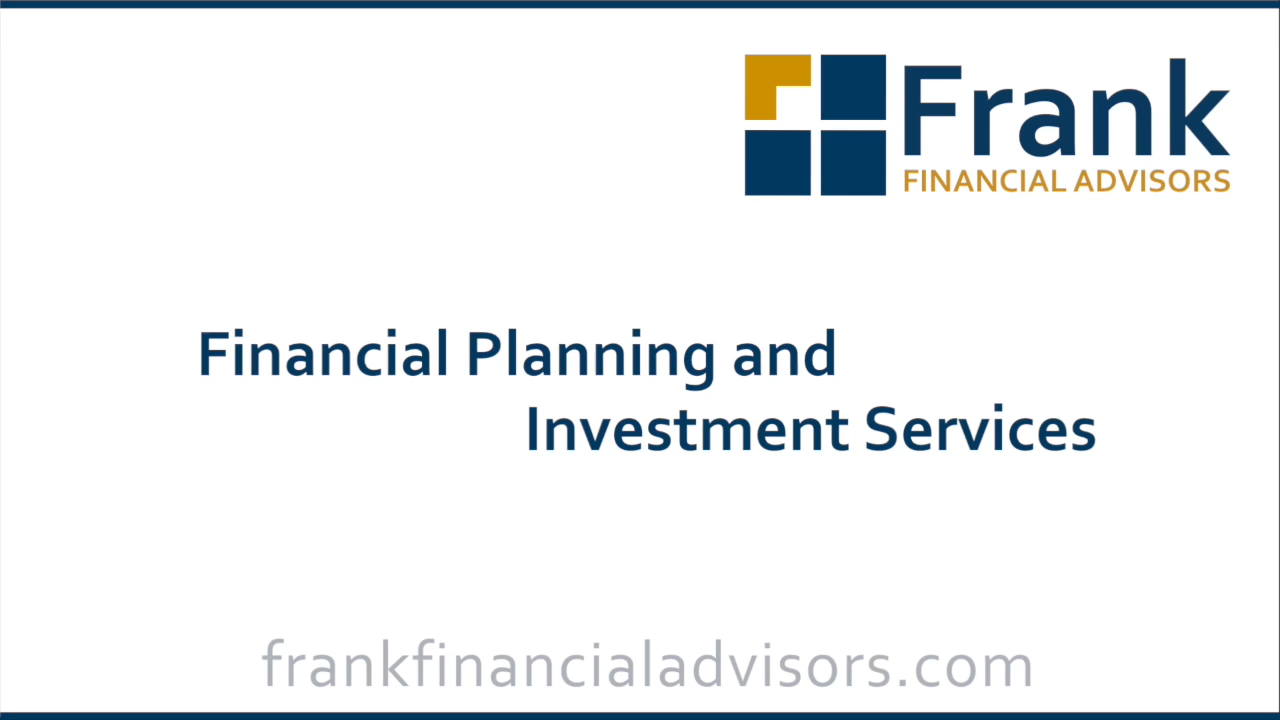 Frank
FINANCIAL ADVISORS
Financial Planning and
Investment Services
frankfinancialadvisors.com